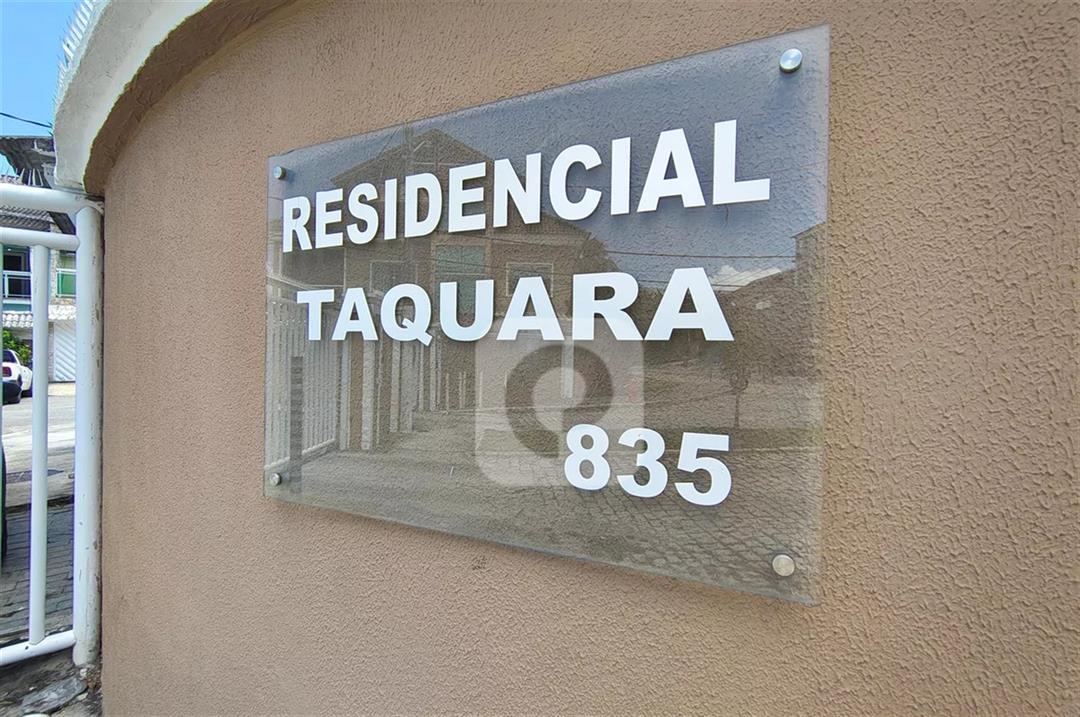 RESIDENCIAL
TAQUARA
835